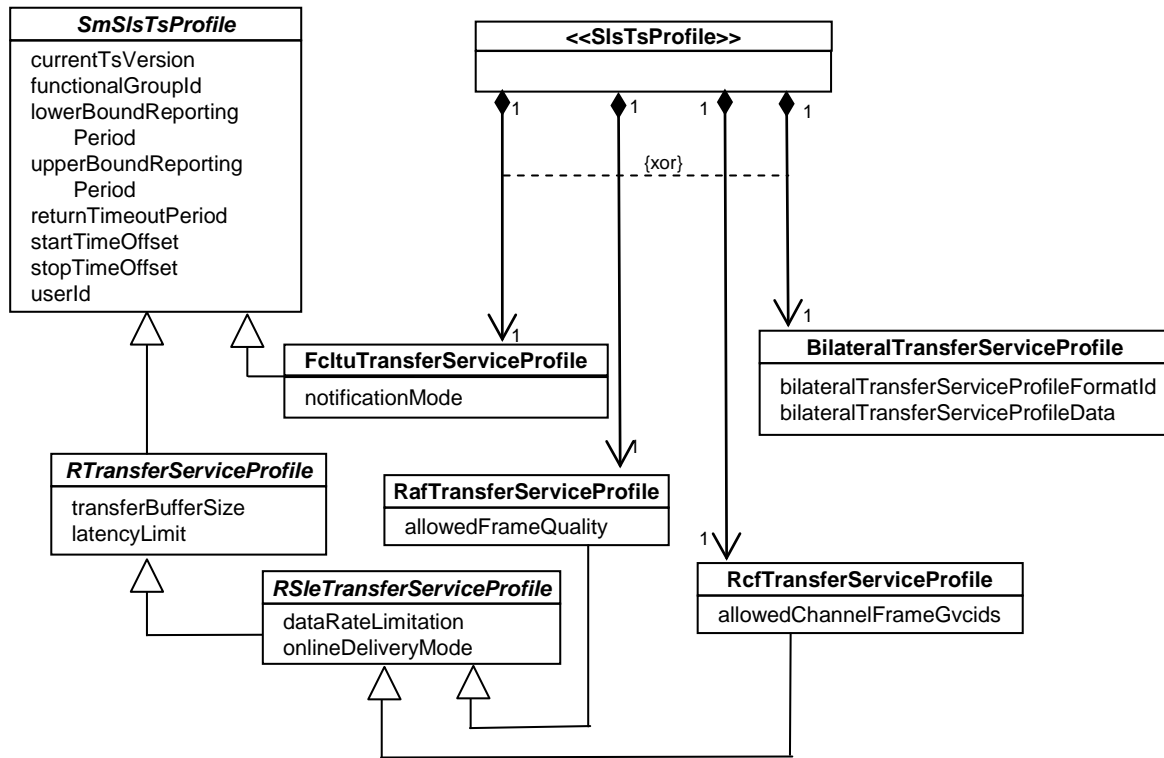 SmSlsTsProfile
currentTsVersion
functionalGroupId
lowerBoundReporting
Period
upperBoundReporting
Period
returnTimeoutPeriod
startTimeOffset
stopTimeOffset
userId
<<SlsTsProfile>>
1
1
1
1
{xor}
1
FcltuTransferServiceProfile
notificationMode
1
BilateralTransferServiceProfile
bilateralTransferServiceProfileFormatId
bilateralTransferServiceProfileData
RTransferServiceProfile
transferBufferSize
latencyLimit
1
RafTransferServiceProfile
allowedFrameQuality
1
RcfTransferServiceProfile
allowedChannelFrameGvcids
RSleTransferServiceProfile
dataRateLimitation
onlineDeliveryMode